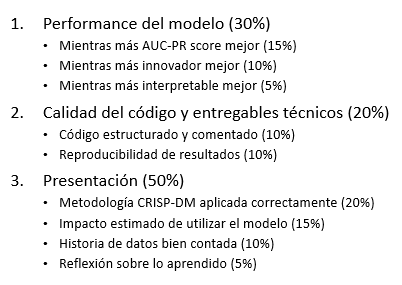 1. Performance del modelo (30%)
• Mientras más AUC-PR score mejor (15%)
• Mientras más innovador mejor (10%)
• Mientras más interpretable mejor (5%)
2. Calidad del código y entregables técnicos (20%)
• Código estructurado y comentado (10%)
• Reproducibilidad de resultados (10%)
3. Presentación (50%)
• Metodología CRISP-DM aplicada correctamente (20%)
• Impacto estimado de utilizar el modelo (15%)
• Historia de datos bien contada (10%)
• Reflexión sobre lo aprendido (5%)